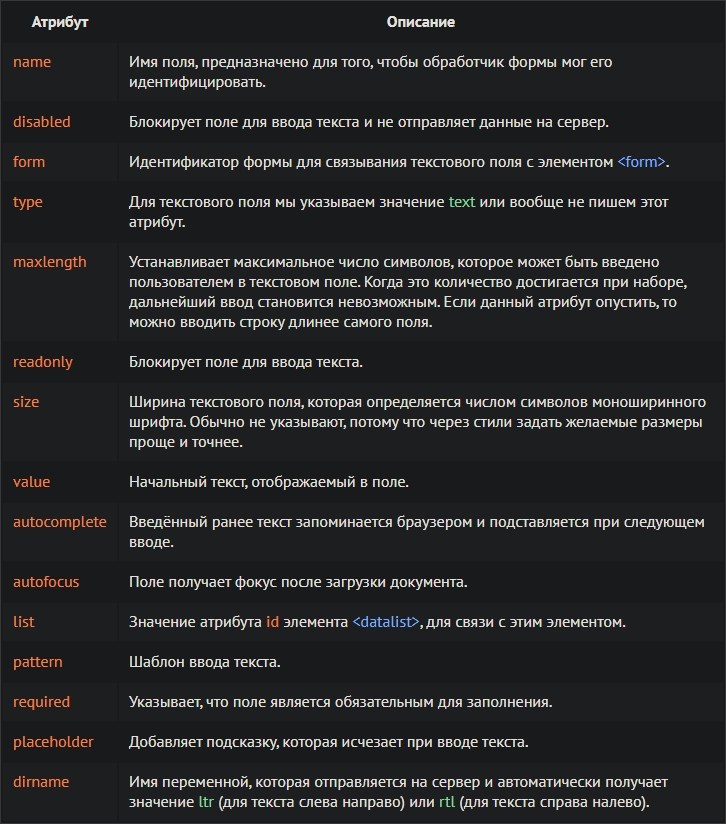 Атрибут Описание
name Имя поля, предназначено для того, чтобы обработчик формы мог его
идентифицировать.
disabled Блокирует поле для ввода текста и не отправляет данные на сервер.
form Идентификатор формы для связывания текстового поля с элементом <form>.
type Для текстового поля мы указываем значение text или вообще не пишем этот
атрибут.
maxlength Устанавливает максимальное число символов, которое может быть введено
пользователем в текстовом поле. Когда это количество достигается при наборе,
дальнейший ввод становится невозможным. Если данный атрибут опустить, то
можно вводить строку длинее самого поля.
readonly Блокирует поле для ввода текста.
size Ширина текстового поля, которая определяется числом символов моноширинного
шрифта. Обычно не указывают, потому что через стили задать желаемые размеры
проще и точнее.
value Начальный текст, отображаемый в поле.
autocomplete Введённый ранее текст запоминается браузером и подставляется при следующем
вводе.
autofocus Поле получает фокус после загрузки документа.
list Значение атрибута id элемента <datalist>, для связи с этим элементом.
pattern Шаблон ввода текста.
required Указывает, что поле является обязательным для заполнения.
placeholder Добавляет подсказку, которая исчезает при вводе текста.
dirname Имя переменной, которая отправляется на сервер и автоматически получает
значение ltr (для текста слева направо) или rtl (для текста справа налево).